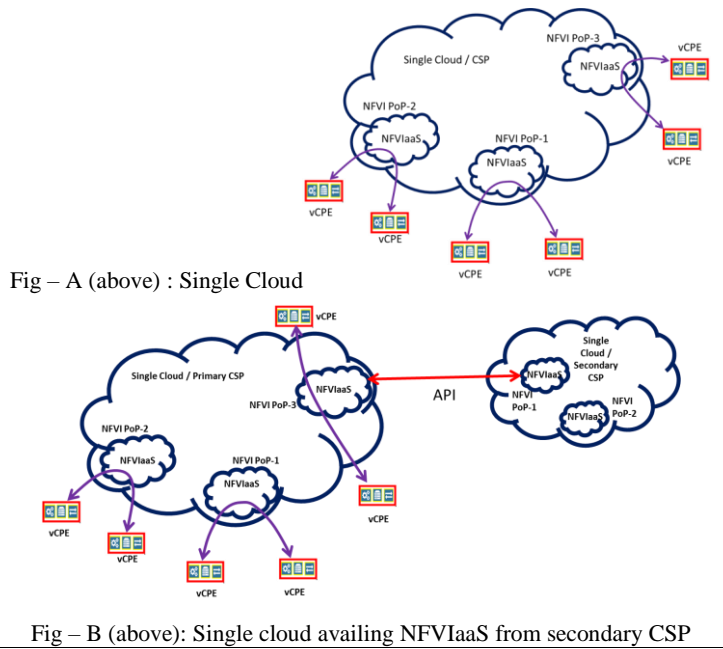 NFVI PoP-3
vCPE
Single Cloud / CSP
NFVIaaS
NFVI PoP-2
NFVIaaS
NFVI PoP-1
NFVIaaS
vCPE
vCPE
vCPE
vCPE
vCPE
Fig – A (above) : Single Cloud
vCPE
Single Cloud / Primary CSP
NFVIaaS
NFVI PoP-3
NFVI PoP-2
NFVIaaS
NFVI PoP-1
NFVIaaS
vCPE
vCPE
vCPE
vCPE
vCPE
API
Single
Cloud /
Secondary
CSP
NFVIaaS
NFVI
PoP-1
NFVI
PoP-2
NFVIaaS
Fig – B (above): Single cloud availing NFVIaaS from secondary CSP